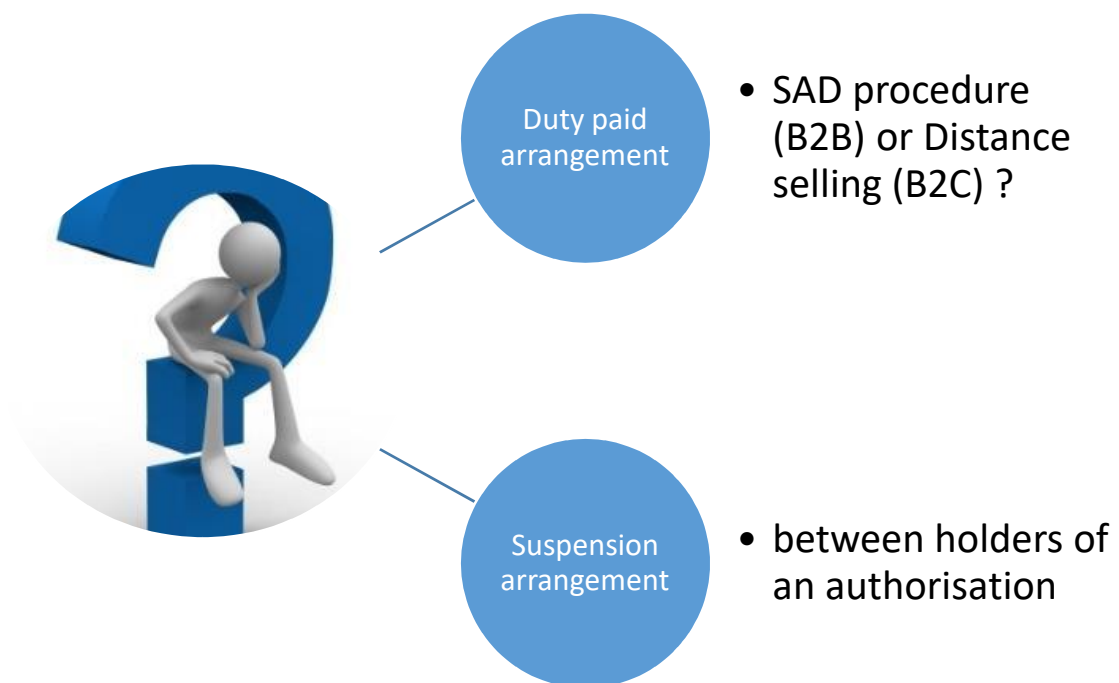 Duty paid
arrangement
• SAD procedure
(B2B) or Distance
selling (B2C) ?
Suspension
arrangement
• between holders of
an authorisation